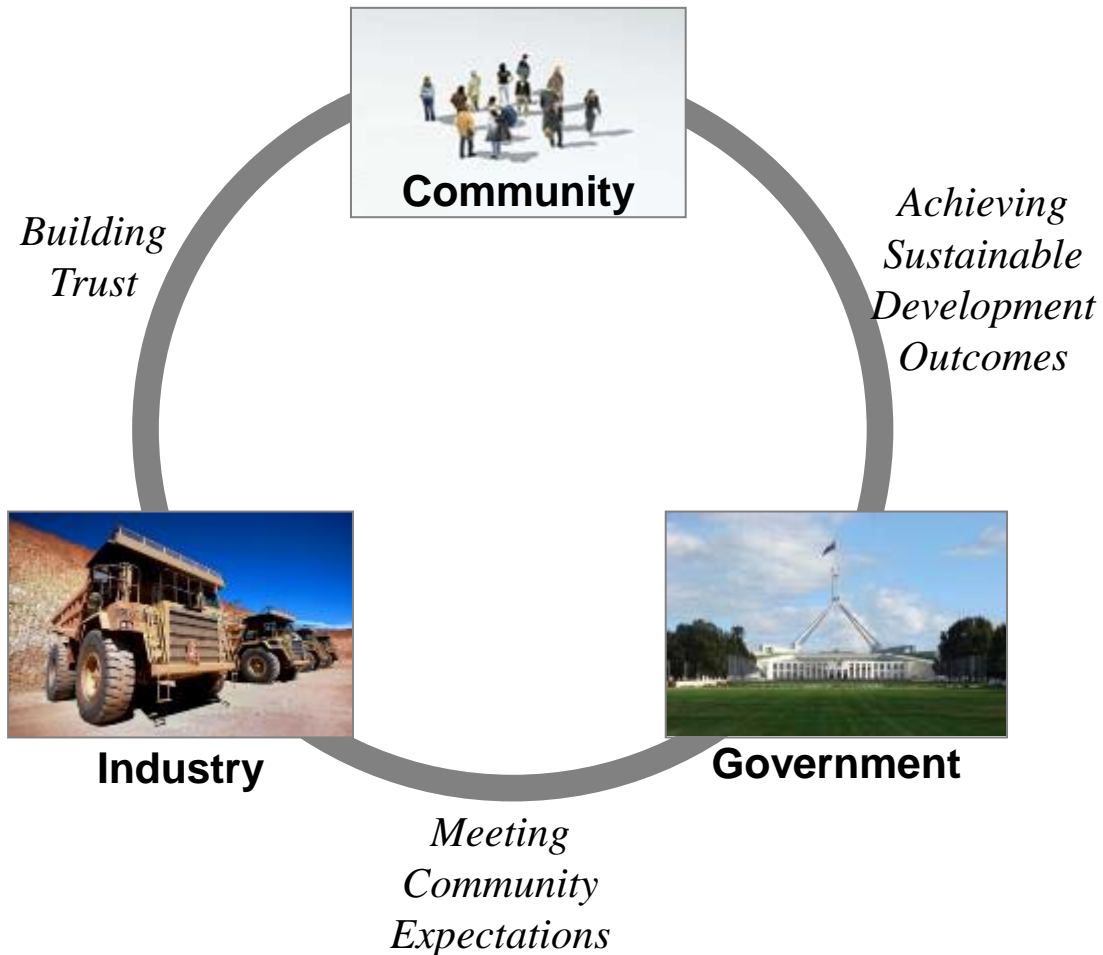 Community
Building
Trust
Achieving
Sustainable
Development
Outcomes
Industry
Government
Meeting
Community
Expectations